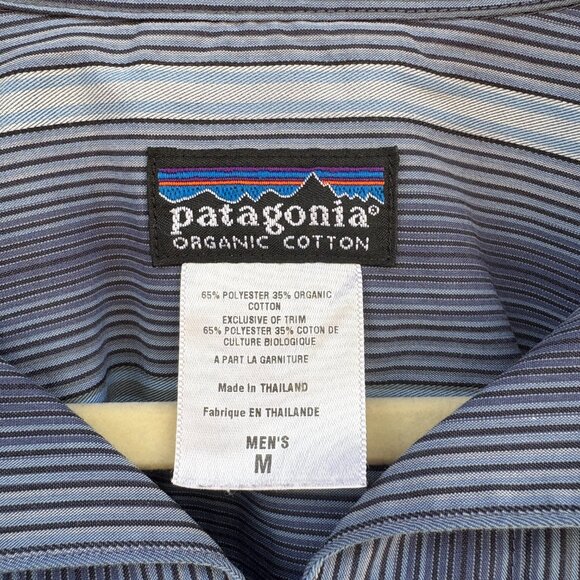 patagonia®
ORGANIC COTTON
65% POLYESTER 35% ORGANIC
COTTON
EXCLUSIVE OF TRIM
65% POLYESTER 35% COTON DE
CULTURE BIOLOGIQUE
A PART LA GARNITURE
Made in THAILAND
Fabrique EN THAILANDE
MEN'S
M